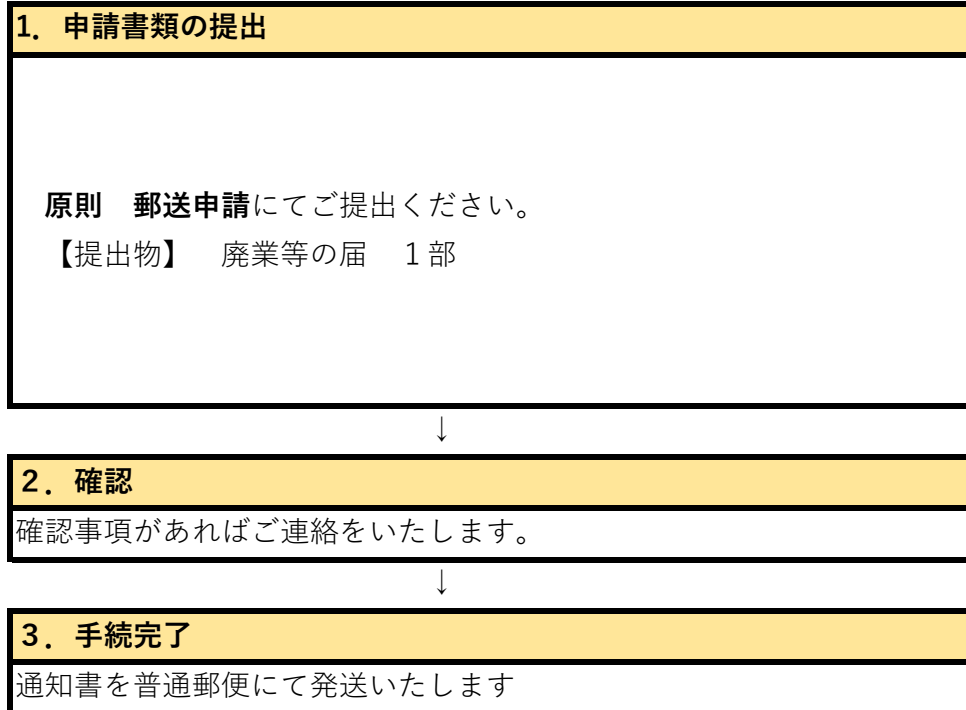 1．申請書類の提出
原則　郵送申請にてご提出ください。
【提出物】　廃業等の届　１部
↓
２．確認
確認事項があればご連絡をいたします。
↓
３．手続完了
通知書を普通郵便にて発送いたします